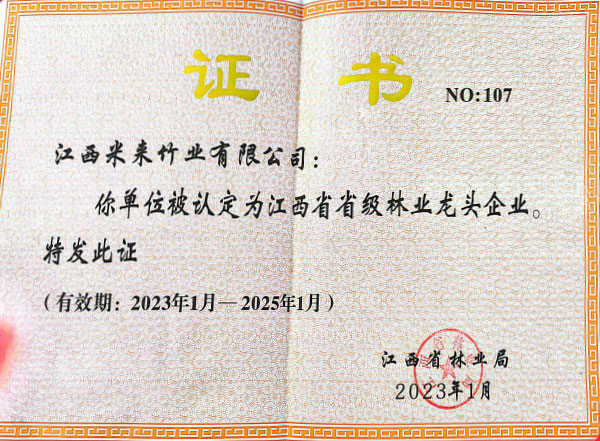 证 书
NO:107
江西米来竹业有限公司：
你单位被认定为江西省省级林业龙头企业。
特发此证
（有效期：2023年1月—2025年1月）
江西省林业局
2023年1月